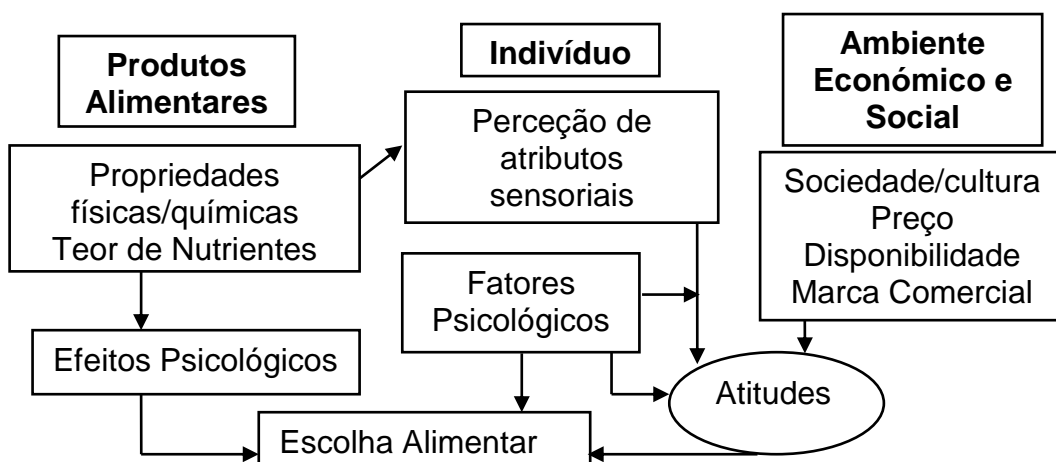 Produtos
Alimentares
Indivíduo
Ambiente
Económico e
Social
Propriedades
físicas/químicas
Teor de Nutrientes
Perceção de
atributos
sensoriais
Sociedade/cultura
Preço
Disponibilidade
Marca Comercial
Fatores
Psicológicos
Efeitos Psicológicos
Atitudes
Escolha Alimentar